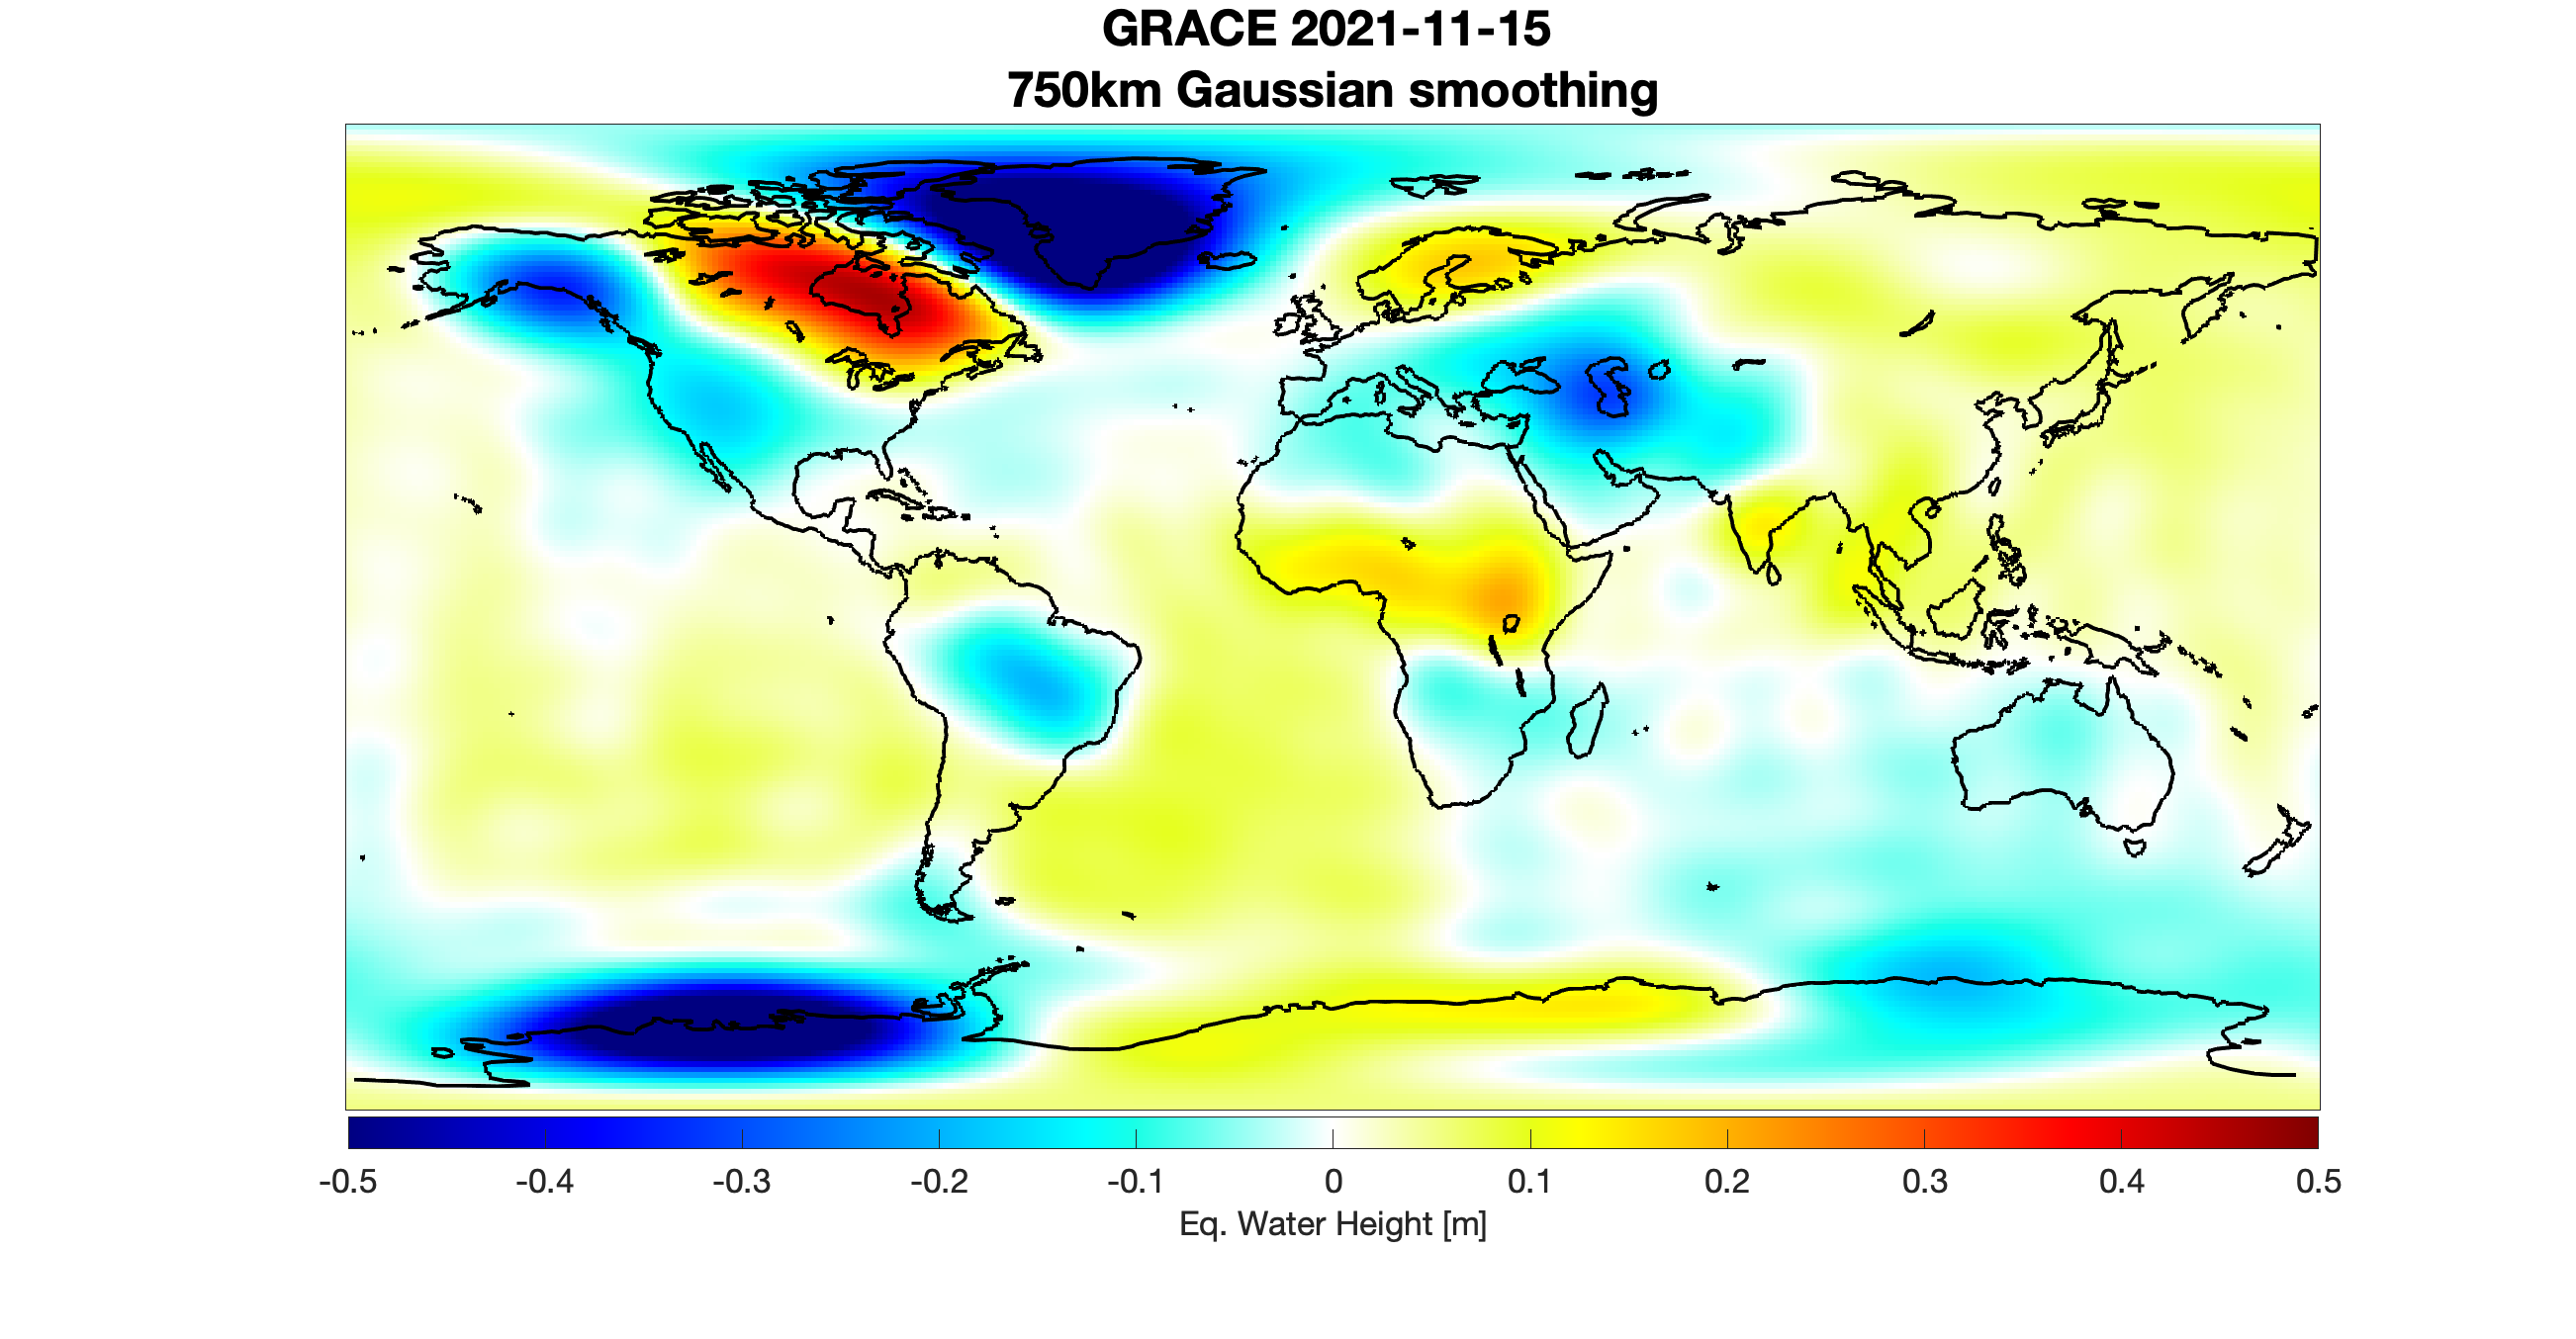 GRACE 2021-11-15
750km Gaussian smoothing
-0.5 -0.4 -0.3 -0.2 -0.1 0 0.1 0.2 0.3 0.4 0.5
Eq. Water Height [m]